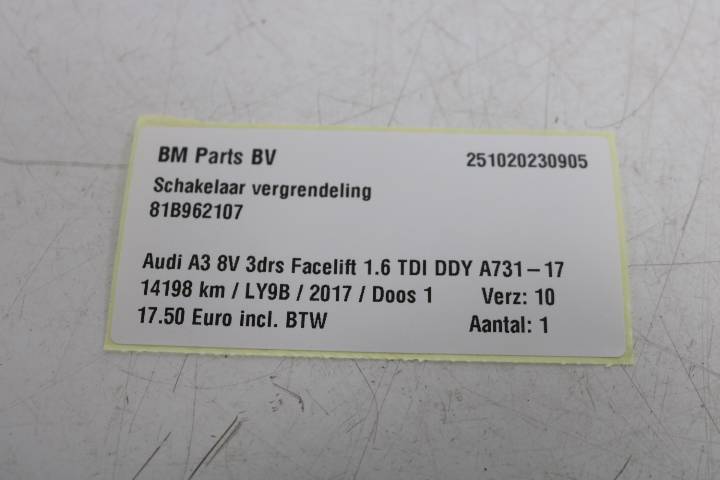 BM Parts BV 251020230905
Schakelaar vergrendeling
81B962107
Audi A3 8V 3drs Facelift 1.6 TDI DDY A731-17
14198 km / LY9B / 2017 / Doos 1 Verz: 10
17.50 Euro incl. BTW Aantal: 1